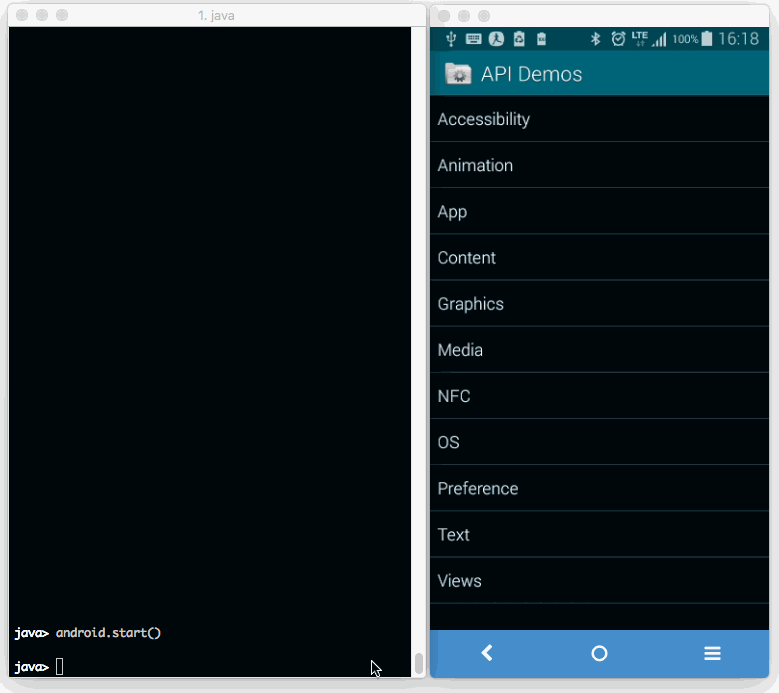 1. java
java> android.start()
java>
LTE 100% 16:18
API Demos
Accessibility
Animation
App
Content
Graphics
Media
NFC
OS
Preference
Text
Views